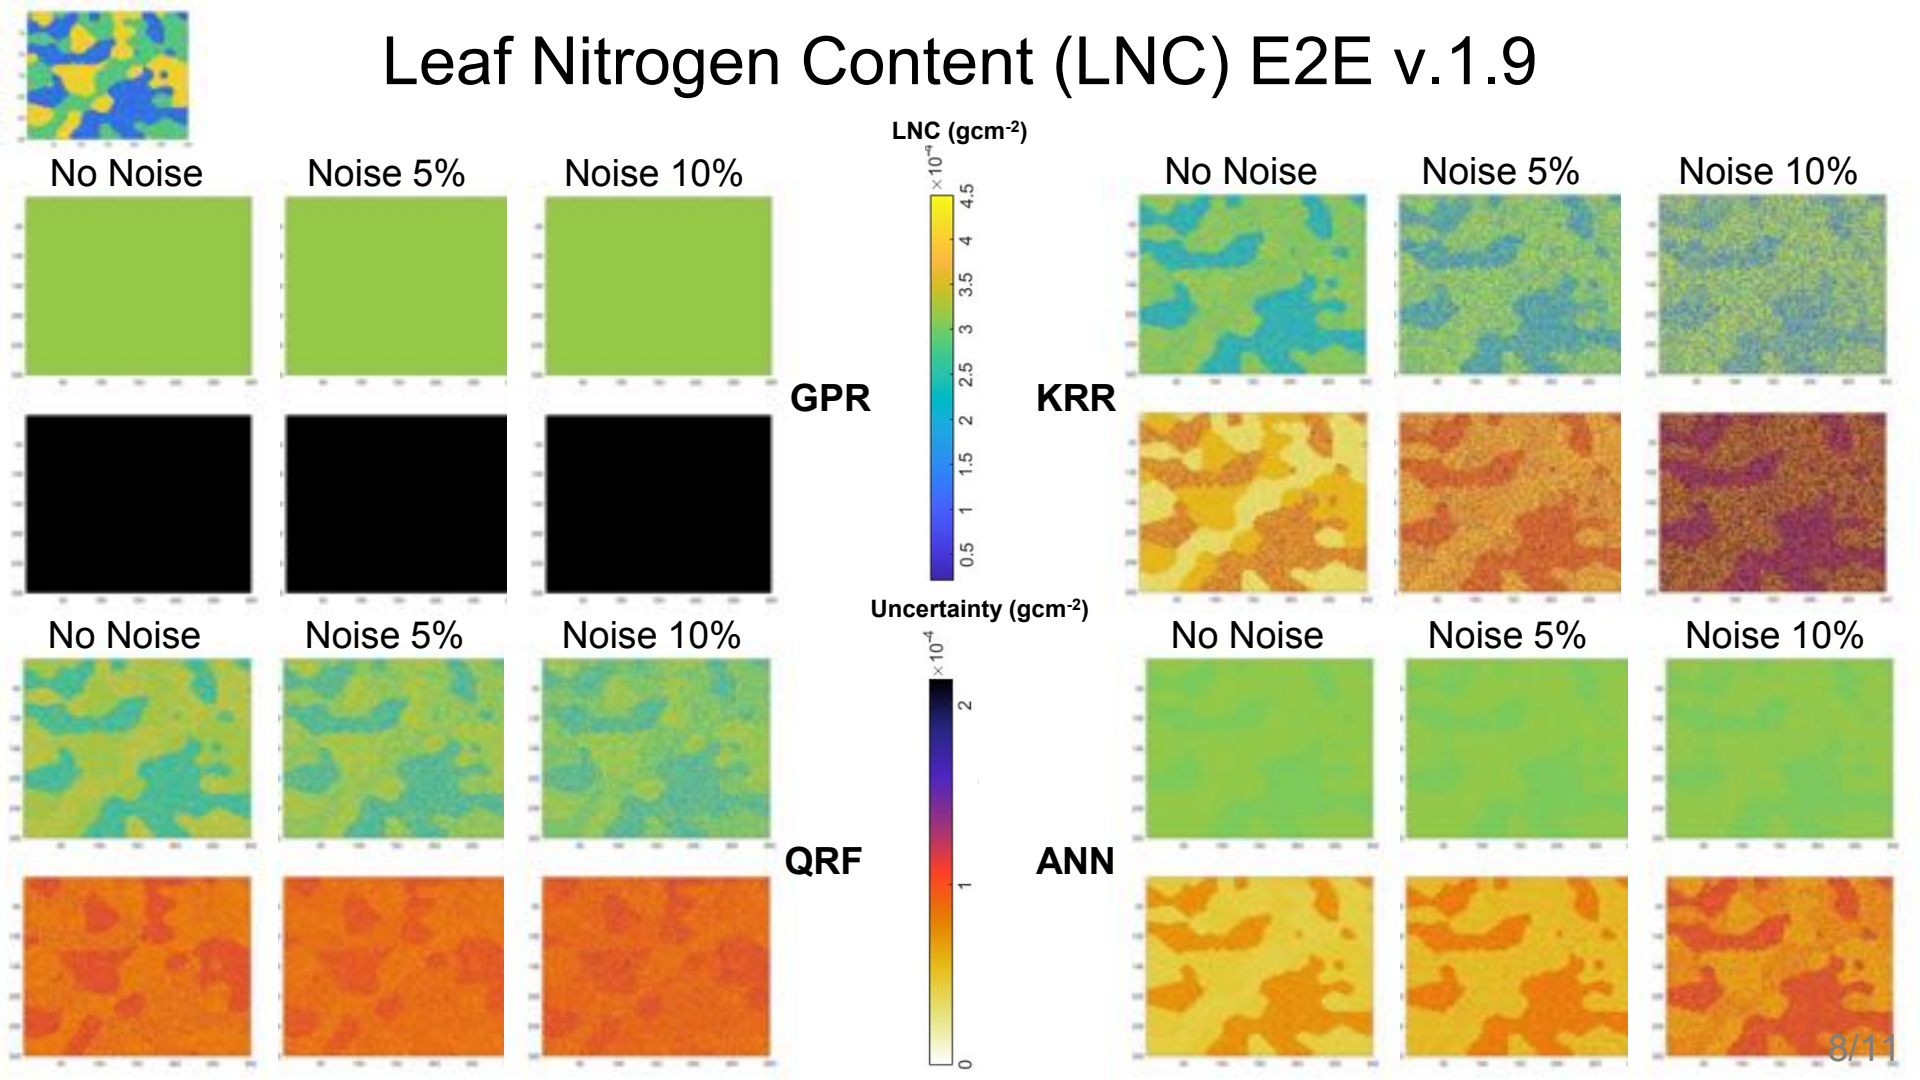 Leaf Nitrogen Content (LNC) E2E v.1.9
LNC (gcm-2)
No Noise
Noise 5%
Noise 10%
×10-4
4.5
4
3.5
3
2.5
2
1.5
1
0.5
GPR
KRR
No Noise
Noise 5%
Noise 10%
Uncertainty (gcm-2)
No Noise
Noise 5%
Noise 10%
×10-4
2
1
0
QRF
ANN
No Noise
Noise 5%
Noise 10%
8/11